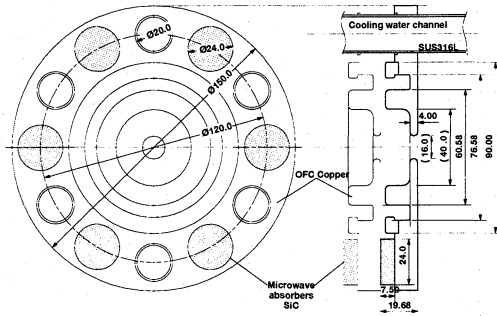 Cooling water channel
SUS316L
Ø20.0
Ø24.0
Ø150.0
Ø120.0
4.00
(16.0)
(40.0)
60.58
76.58
90.00
OFC Copper
24.0
Microwave
absorbers
SiC
7.59
19.68